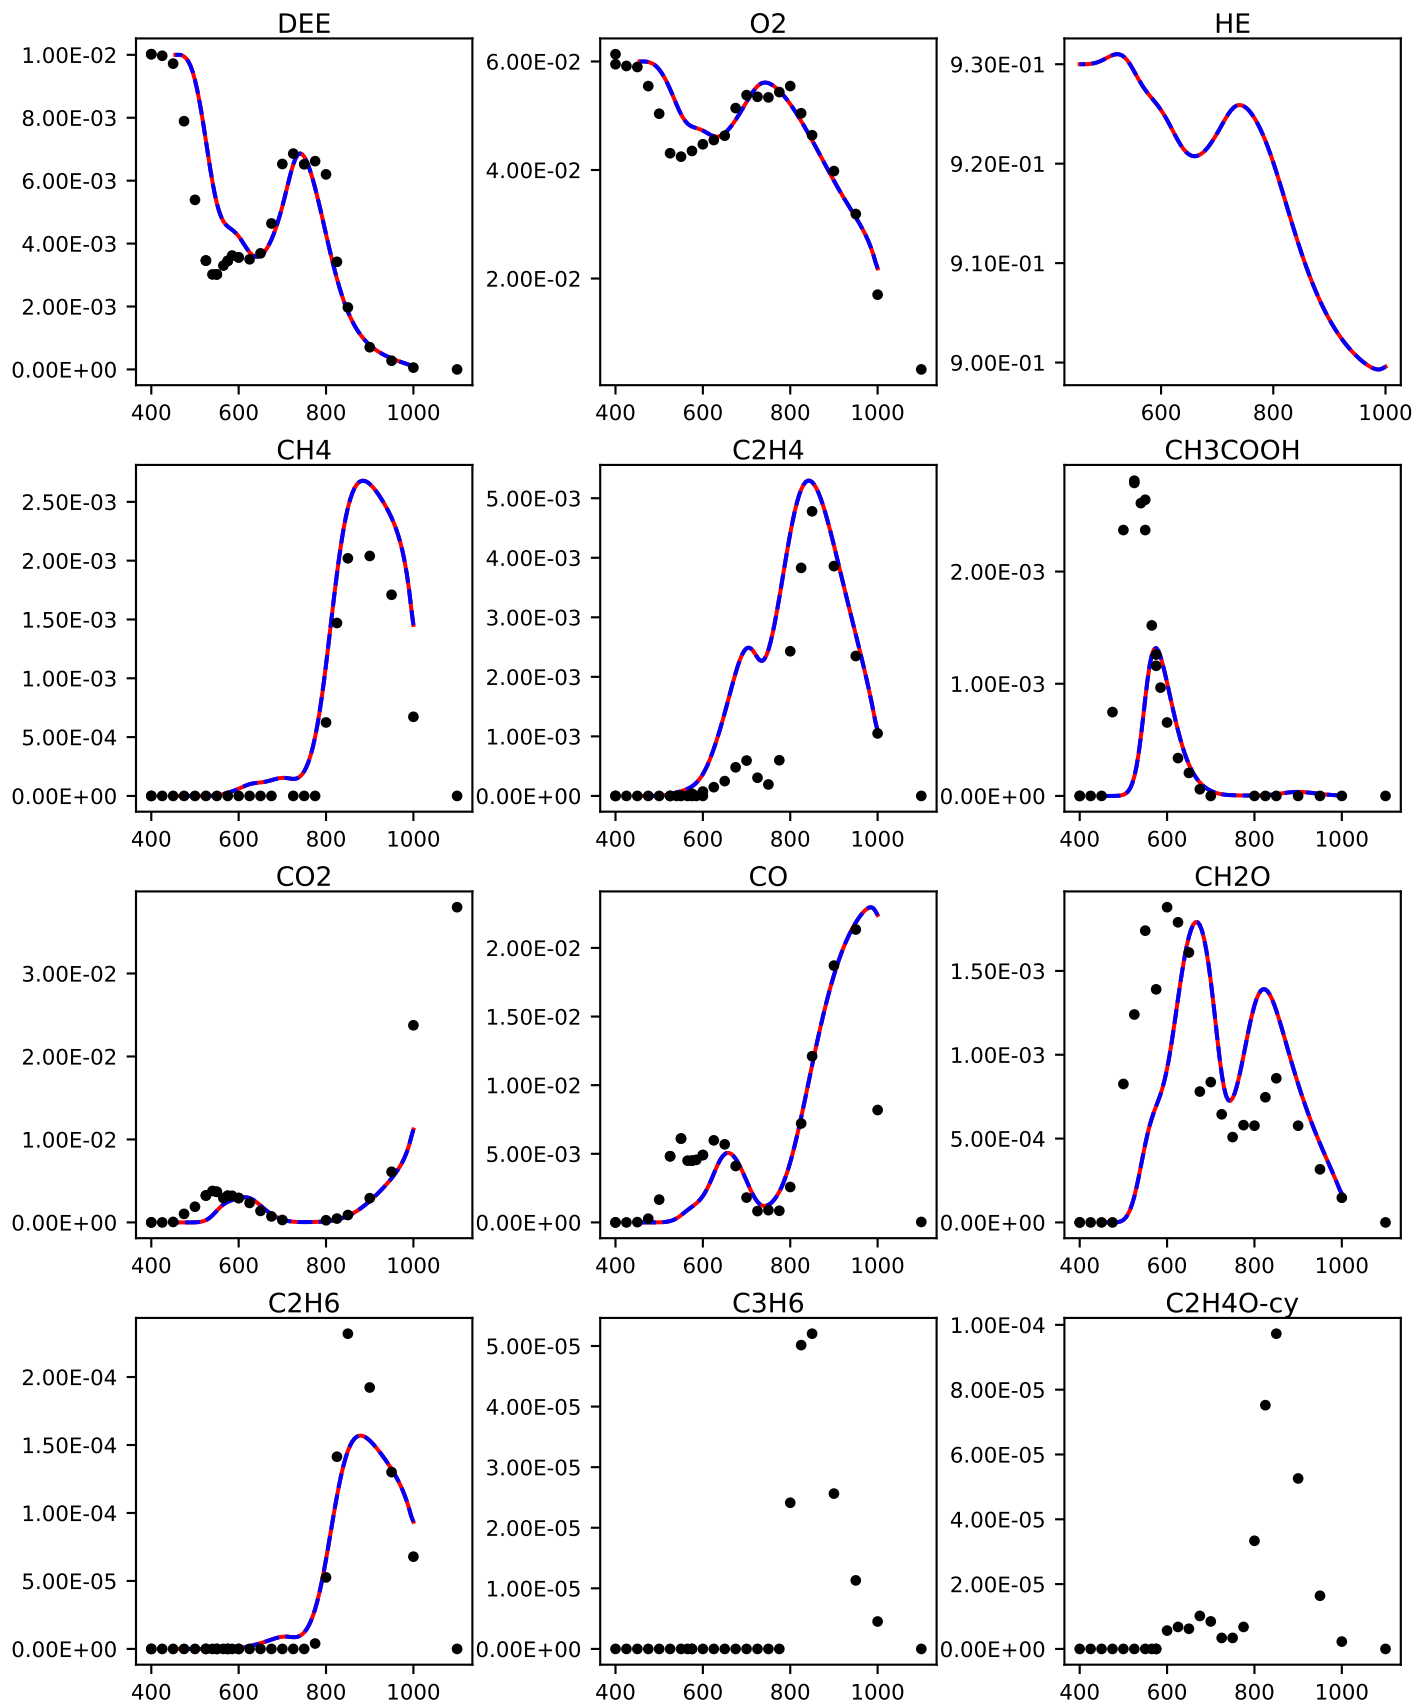 DEE O2 HE
1.00E-02 6.00E-02 9.30E-01
8.00E-03
6.00E-03 4.00E-02 9.20E-01
4.00E-03 2.00E-02 9.10E-01
2.00E-03
0.00E+00 9.00E-01
400 600 800 1000 400 600 800 1000 600 800 1000
CH4 C2H4 CH3COOH
2.50E-03 5.00E-03
2.00E-03 4.00E-03 2.00E-03
1.50E-03 3.00E-03
1.00E-03 2.00E-03 1.00E-03
5.00E-04 1.00E-03
0.00E+00 0.00E+00 0.00E+00
400 600 800 1000 400 600 800 1000 400 600 800 1000
CO2 CO CH2O
3.00E-02 2.00E-02 1.50E-03
2.00E-02 1.50E-02 1.00E-03
1.00E-02 1.00E-02 5.00E-04
5.00E-03
0.00E+00 0.00E+00 0.00E+00
400 600 800 1000 400 600 800 1000 400 600 800 1000
C2H6 C3H6 C2H4O-cy
5.00E-05 1.00E-04
2.00E-04 4.00E-05 8.00E-05
1.50E-04 3.00E-05 6.00E-05
1.00E-04 2.00E-05 4.00E-05
5.00E-05 1.00E-05 2.00E-05
0.00E+00 0.00E+00 0.00E+00
400 600 800 1000 400 600 800 1000 400 600 800 1000